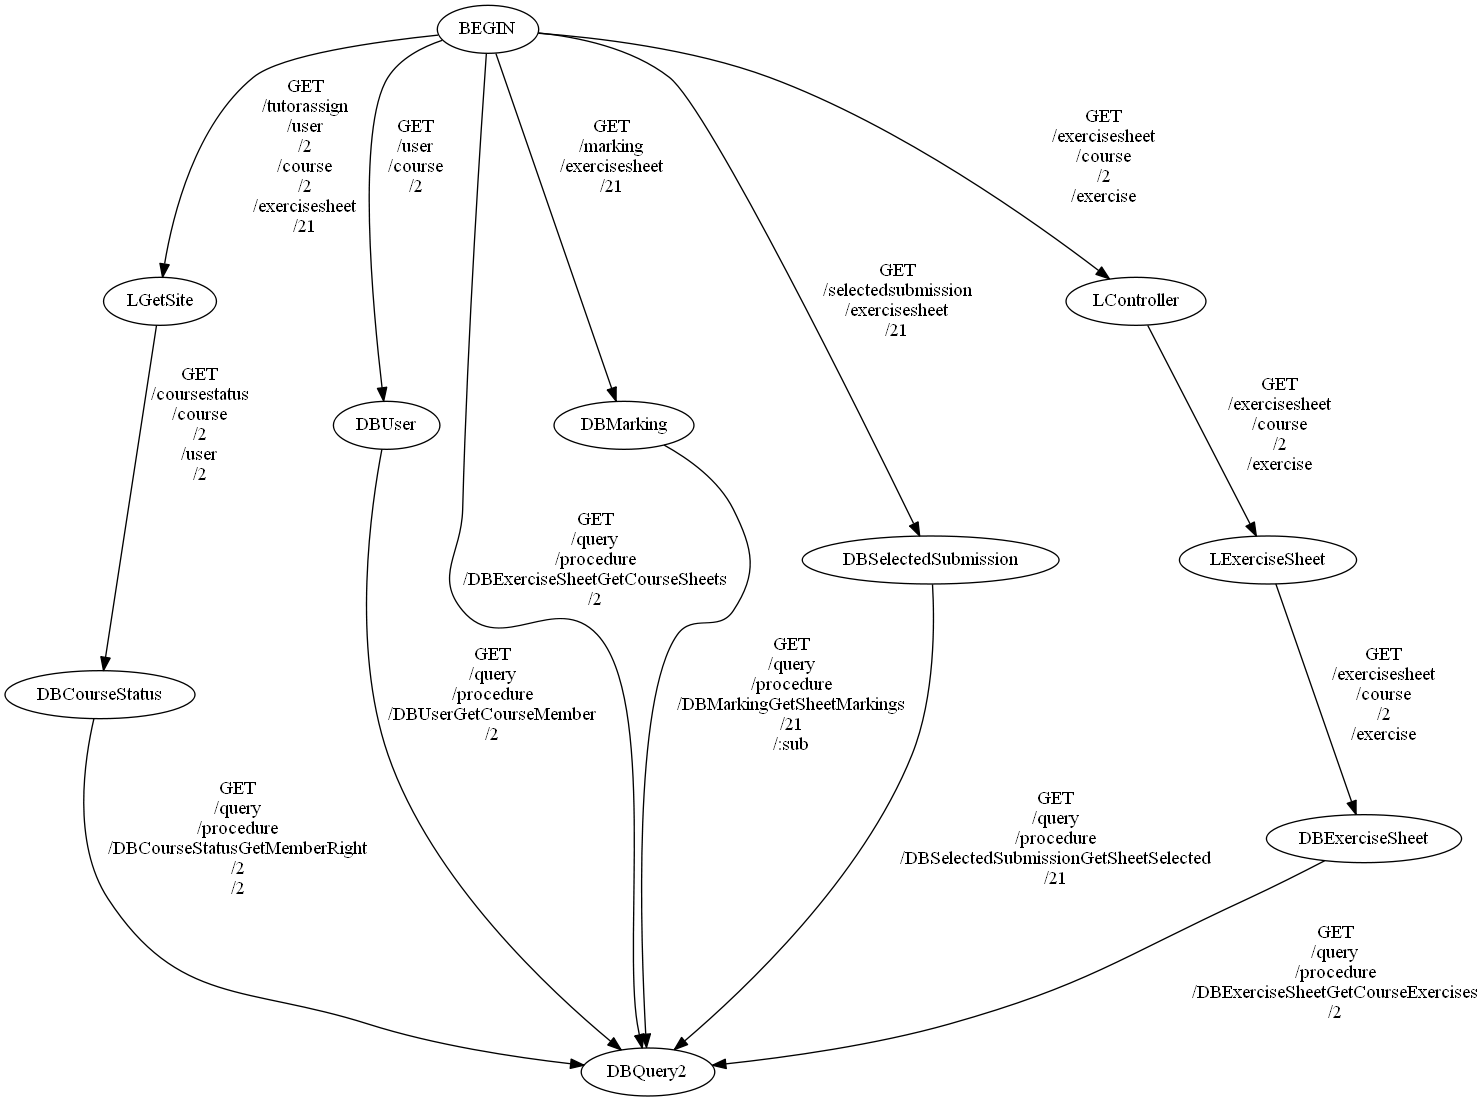 BEGIN
GET
/tutorassign
/user
/2
/course
/2
/exercisesheet
/21
GET
/user
/course
/2
GET
/marking
/exercisesheet
/21
GET
/selectedsubmission
/exercisesheet
/21
GET
/exercisesheet
/course
/2
/exercise
LGetSite
LController
GET
/coursestatus
/course
/2
/user
/2
DBUser
DBMarking
GET
/exercisesheet
/course
/2
/exercise
GET
/query
/procedure
/DBExerciseSheetGetCourseSheets
/2
DBSelectedSubmission
LExerciseSheet
DBCourseStatus
GET
/query
/procedure
/DBUserGetCourseMember
/2
GET
/query
/procedure
/DBMarkingGetSheetMarkings
/21
/:sub
GET
/exercisesheet
/course
/2
/exercise
GET
/query
/procedure
/DBCourseStatusGetMemberRight
/2
/2
GET
/query
/procedure
/DBSelectedSubmissionGetSheetSelected
/21
DBExerciseSheet
GET
/query
/procedure
/DBExerciseSheetGetCourseExercises
/2
DBQuery2